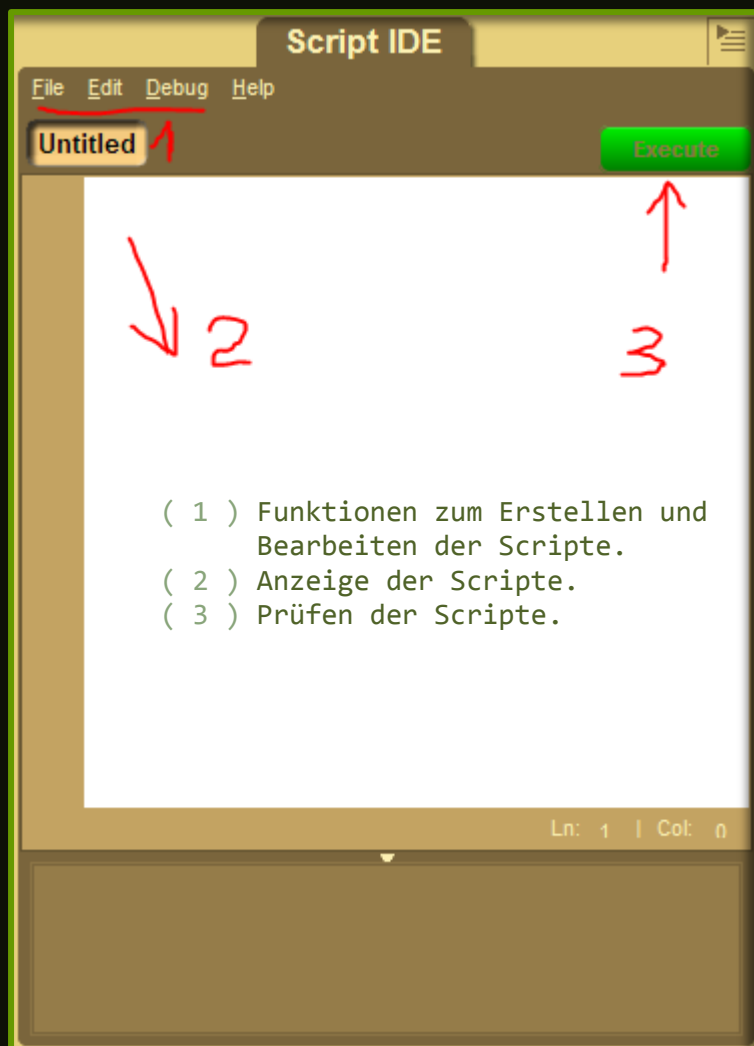 Script IDE
File Edit Debug Help
Untitled 1
Execute
2
3
( 1 ) Funktionen zum Erstellen und
Bearbeiten der Scripte.
( 2 ) Anzeige der Scripte.
( 3 ) Prüfen der Scripte.
Ln: 1 | Col: 0